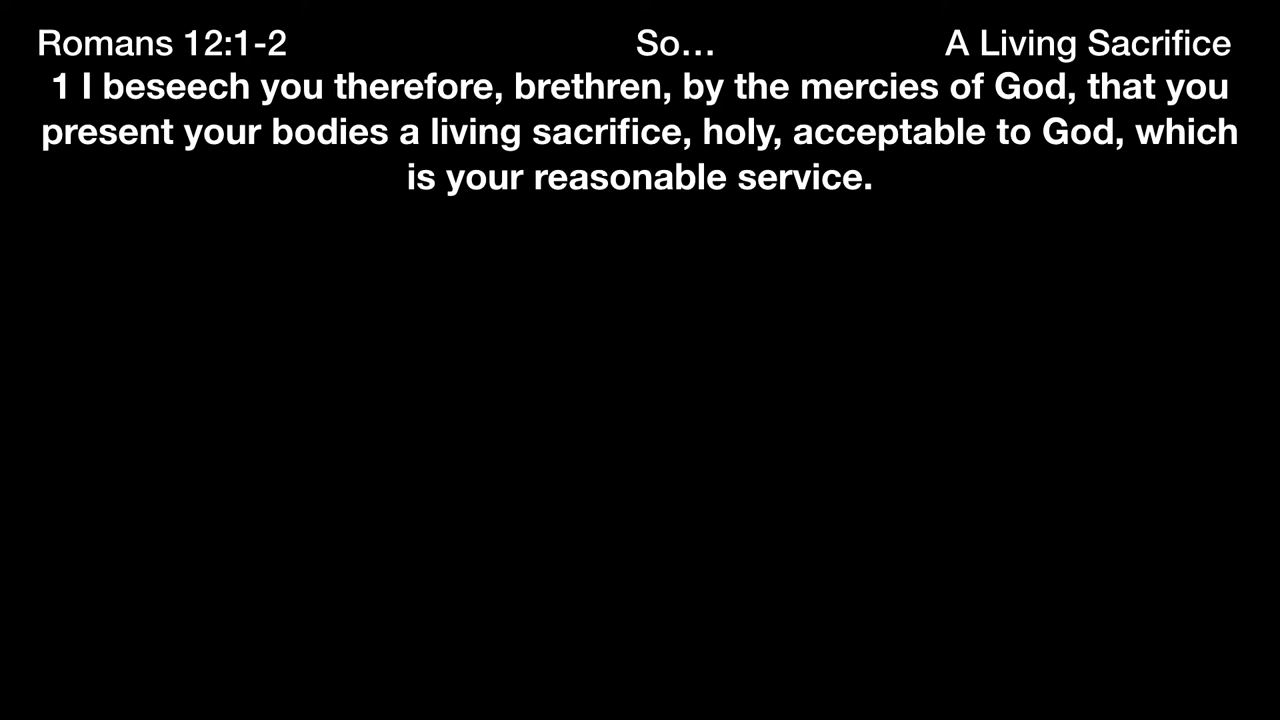 Romans 12:1-2 So… A Living Sacrifice
1 I beseech you therefore, brethren, by the mercies of God, that you
present your bodies a living sacrifice, holy, acceptable to God, which
is your reasonable service.